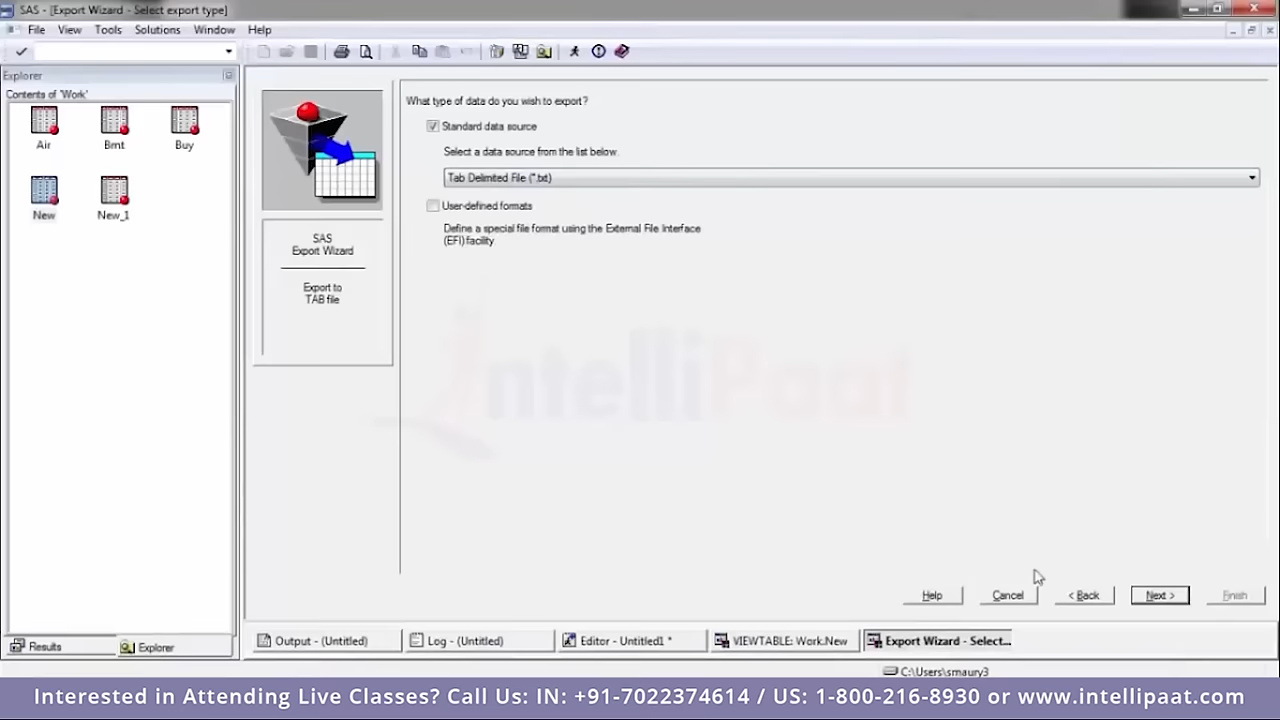 SAS - [Export Wizard - Select export type]
File View Tools Solutions Window Help
Explorer
Contents of 'Work'
Air Brnt Buy
New New_1
SAS
Export Wizard
Export to
TAB file
What type of data do you wish to export?
Standard data source
Select a data source from the list below.
Tab Delimited File (*.txt)
User-defined formats
Define a special file format using the External File Interface
(EFI) facility
IntelliPaat
Help Cancel < Back Next > Finish
Results Explorer
Output - (Untitled) Log - (Untitled) Editor - Untitled1 * VIEWTABLE: Work.New Export Wizard - Select...
C:\Users\smaury3
Interested in Attending Live Classes? Call Us: IN: +91-7022374614 / US: 1-800-216-8930 or www.intellipaat.com